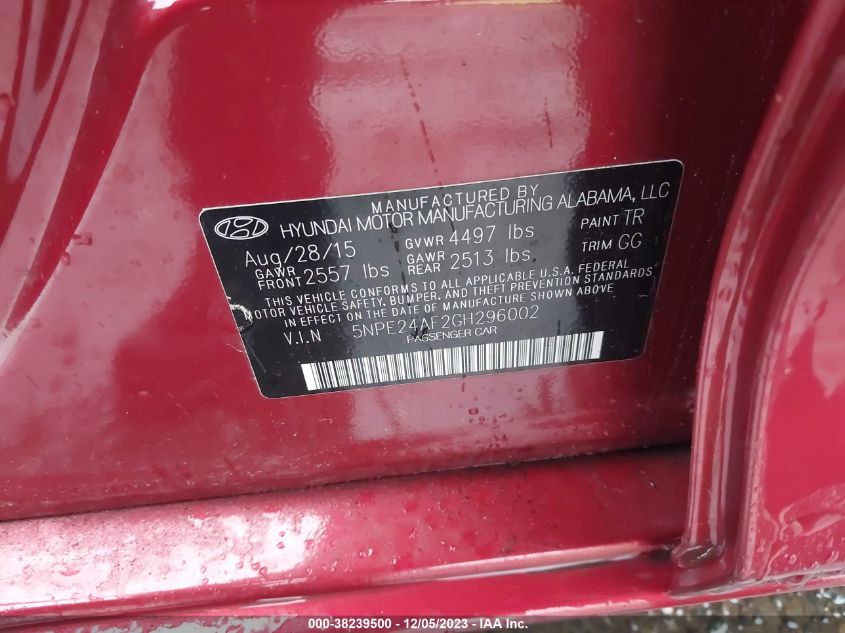 MANUFACTURED BY
HYUNDAI MOTOR MANUFACTURING ALABAMA, LLC
Aug/28/15 GVWR 4497 lbs PAINT TR
GAWR FRONT 2557 lbs GAWR REAR 2513 lbs TRIM GG
THIS VEHICLE CONFORMS TO ALL APPLICABLE U.S.A. FEDERAL
MOTOR VEHICLE SAFETY, BUMPER, AND THEFT PREVENTION STANDARDS
IN EFFECT ON THE DATE OF MANUFACTURE SHOWN ABOVE
V.I.N 5NPE24AF2GH296002
PASSENGER CAR
000-38239500 - 12/05/2023 - IAA Inc.